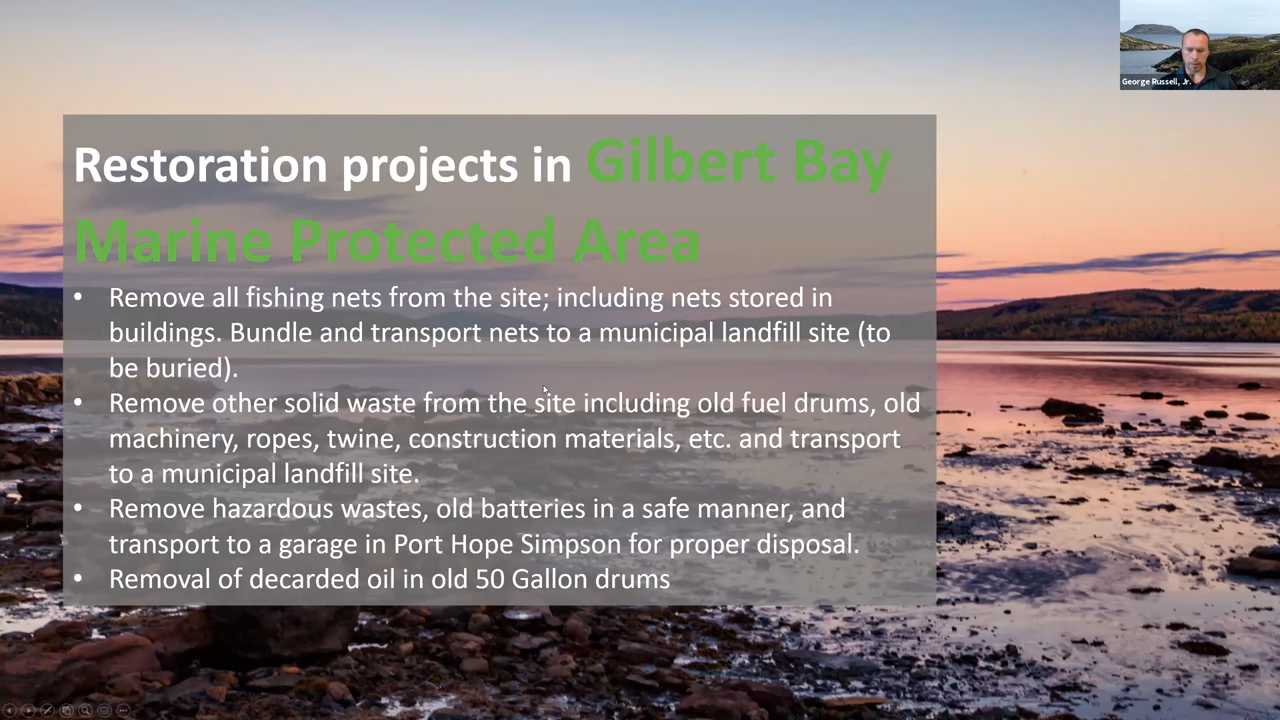 George Russell, Jr.
Restoration projects in Gilbert Bay
Marine Protected Area
• Remove all fishing nets from the site; including nets stored in
buildings. Bundle and transport nets to a municipal landfill site (to
be buried).
• Remove other solid waste from the site including old fuel drums, old
machinery, ropes, twine, construction materials, etc. and transport
to a municipal landfill site.
• Remove hazardous wastes, old batteries in a safe manner, and
transport to a garage in Port Hope Simpson for proper disposal.
• Removal of decarded oil in old 50 Gallon drums